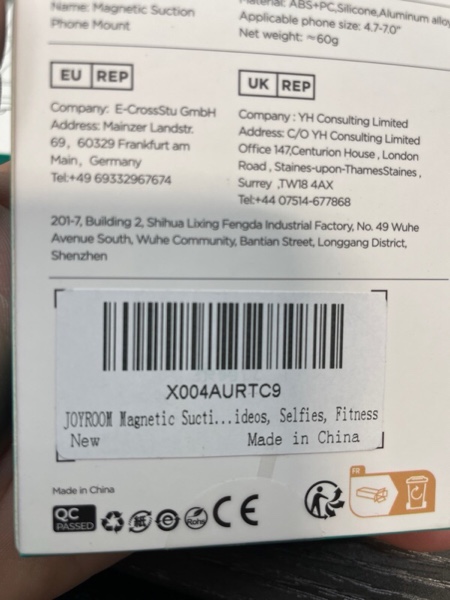 Name: Magnetic Suction
Phone Mount
Material: ABS+PC,Silicone,Aluminum alloy
Applicable phone size: 4.7-7.0"
Net weight: ≈60g
EU REP
Company: E-CrossStu GmbH
Address: Mainzer Landstr.
69, 60329 Frankfurt am
Main, Germany
Tel:+49 69332967674
UK REP
Company: YH Consulting Limited
Address: C/O YH Consulting Limited
Office 147,Centurion House, London
Road, Staines-upon-ThamesStaines,
Surrey ,TW18 4AX
Tel:+44 07514-677868
201-7, Building 2, Shihua Lixing Fengda Industrial Factory, No. 49 Wuhe
Avenue South, Wuhe Community, Bantian Street, Longgang District,
Shenzhen
X004AURTC9
JOYROOM Magnetic Sucti...ideos, Selfies, Fitness
New
Made in China
Made in China
QC
PASSED
紙
e
RoHS
CE
FR